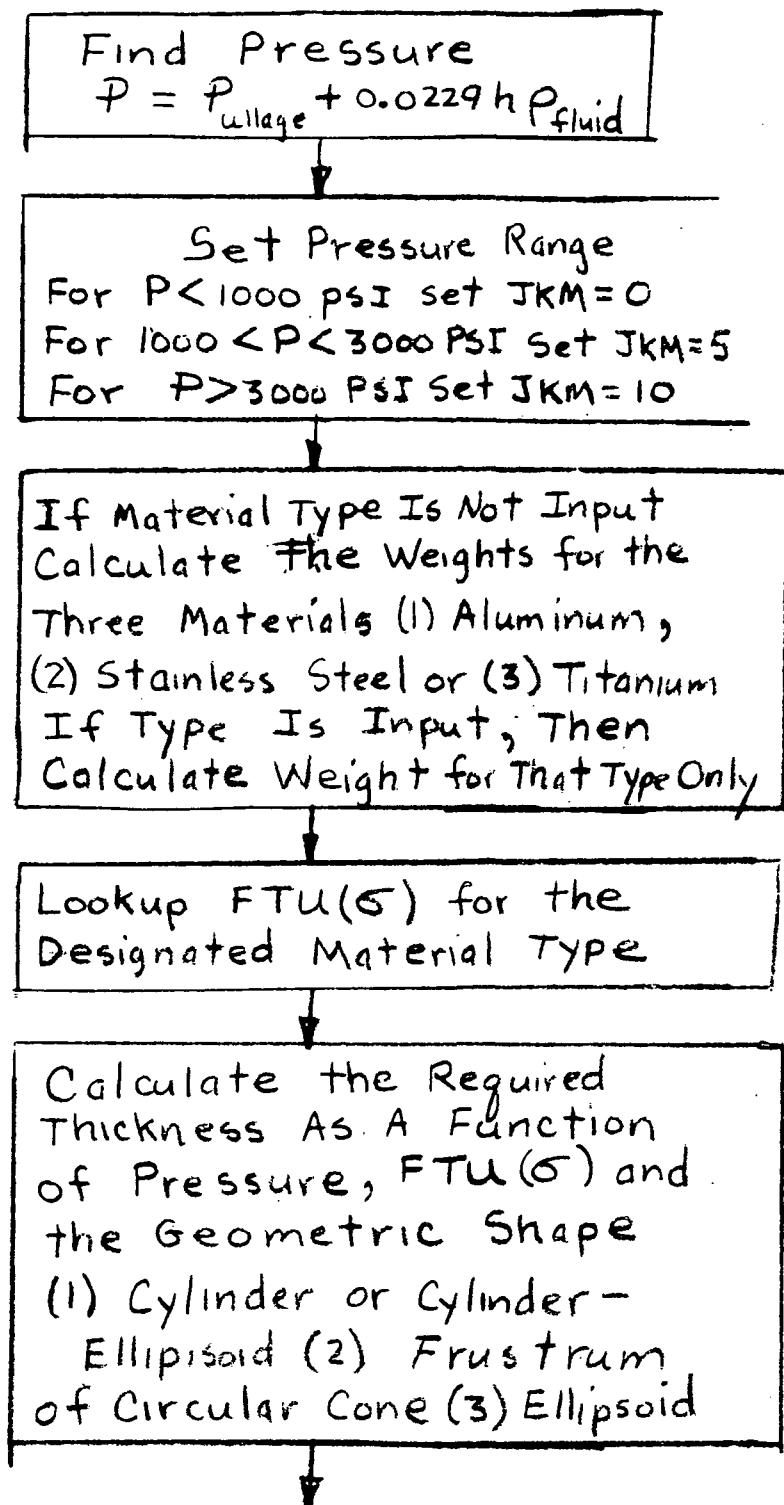 Find Pressure
P = P_ullage + 0.0229 h ρ_fluid
Set Pressure Range
For P < 1000 PSI set JKM = 0
For 1000 < P < 3000 PSI Set JKM = 5
For P > 3000 PSI Set JKM = 10
If Material Type Is Not Input
Calculate The Weights for the
Three Materials (1) Aluminum,
(2) Stainless Steel or (3) Titanium
If Type Is Input, Then
Calculate Weight for That Type Only
Lookup FTU(σ) for the
Designated Material Type
Calculate the Required
Thickness As A Function
of Pressure, FTU(σ) and
the Geometric Shape
(1) Cylinder or Cylinder-
Ellipisoid (2) Frustrum
of Circular Cone (3) Ellipsoid